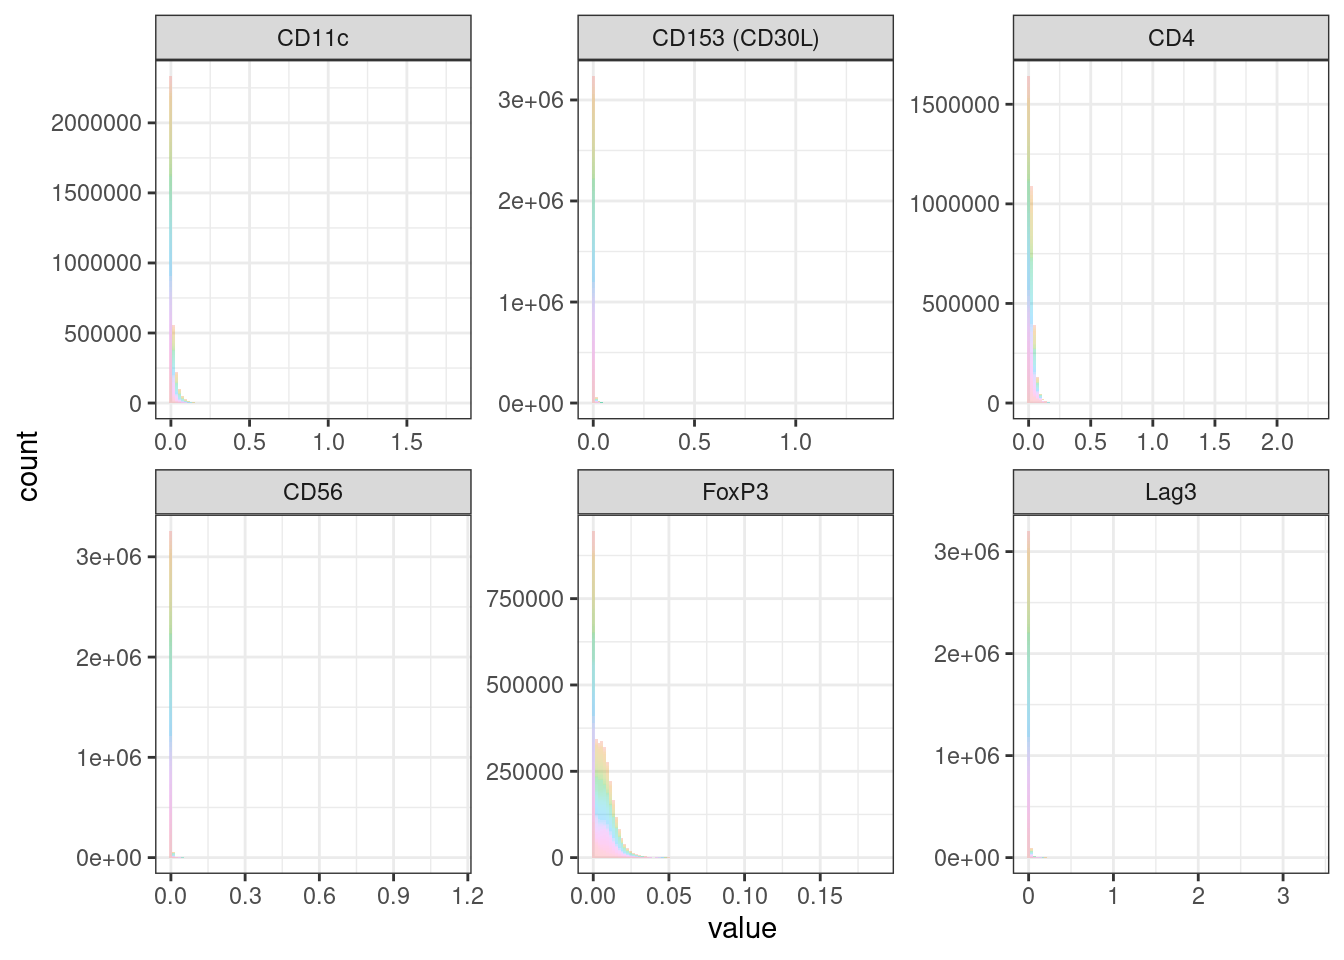 CD11c
CD153 (CD30L)
CD4
2000000
1500000
1000000
500000
0
0.0 0.5 1.0 1.5
3e+06
2e+06
1e+06
0e+00
0.0 0.5 1.0
1500000
1000000
500000
0
0.0 0.5 1.0 1.5 2.0
count
CD56
FoxP3
Lag3
3e+06
2e+06
1e+06
0e+00
0.0 0.3 0.6 0.9 1.2
750000
500000
250000
0
0.00 0.05 0.10 0.15
3e+06
2e+06
1e+06
0e+00
0 1 2 3
value